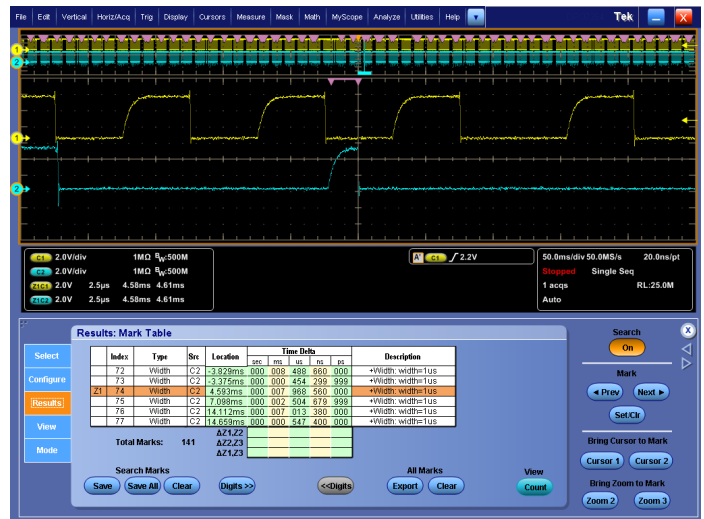 File Edit Vertical Horiz/Acq Trig Display Cursors Measure Mask Math MyScope Analyze Utilities Help Tek X
1
2
1
2
C1 2.0V/div 1MΩ BW:500M
C2 2.0V/div 1MΩ BW:500M
Z1C1 2.0V 2.5µs 4.58ms 4.61ms
Z1C2 2.0V 2.5µs 4.58ms 4.61ms
A' C1 / 2.2V
50.0ms/div 50.0MS/s 20.0ns/pt
Stopped Single Seq
1 acqs RL:25.0M
Auto
Select
Configure
Results
View
Mode
Results: Mark Table
Index Type Src Location Time Delta Description
sec ms us ns ps
72 Width C2 -3.829ms 000 008 488 660 000 +Width: width=1us
73 Width C2 -3.375ms 000 000 454 299 999 +Width: width=1us
Z1 74 Width C2 4.593ms 000 007 968 560 000 +Width: width=1us
75 Width C2 7.098ms 000 002 504 679 999 +Width: width=1us
76 Width C2 14.112ms 000 007 013 380 000 +Width: width=1us
77 Width C2 14.659ms 000 000 547 400 000 +Width: width=1us
Total Marks: 141
ΔZ1,Z2
ΔZ2,Z3
ΔZ1,Z3
Search Marks
Save Save All Clear Digits >> <<Digits
All Marks
Export Clear
View
Count
Search
On
X
Mark
◄ Prev Next ►
Set/Clr
Bring Cursor to Mark
Cursor 1 Cursor 2
Bring Zoom to Mark
Zoom 2 Zoom 3